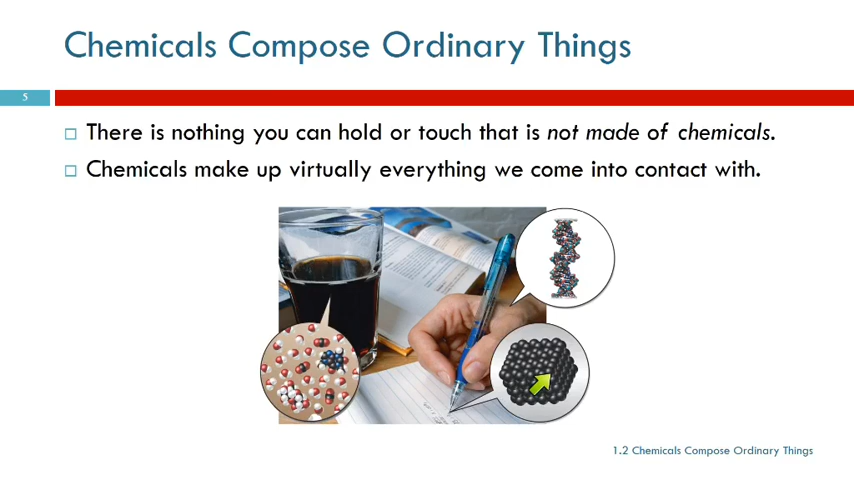 Chemicals Compose Ordinary Things
5
There is nothing you can hold or touch that is not made of chemicals.
Chemicals make up virtually everything we come into contact with.
1.2 Chemicals Compose Ordinary Things